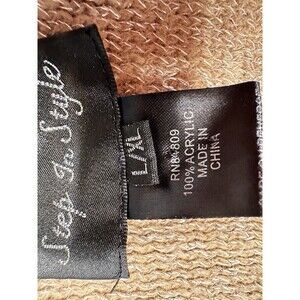 Step In Style
L/XL
RN84809
100% ACRYLIC
MADE IN
CHINA